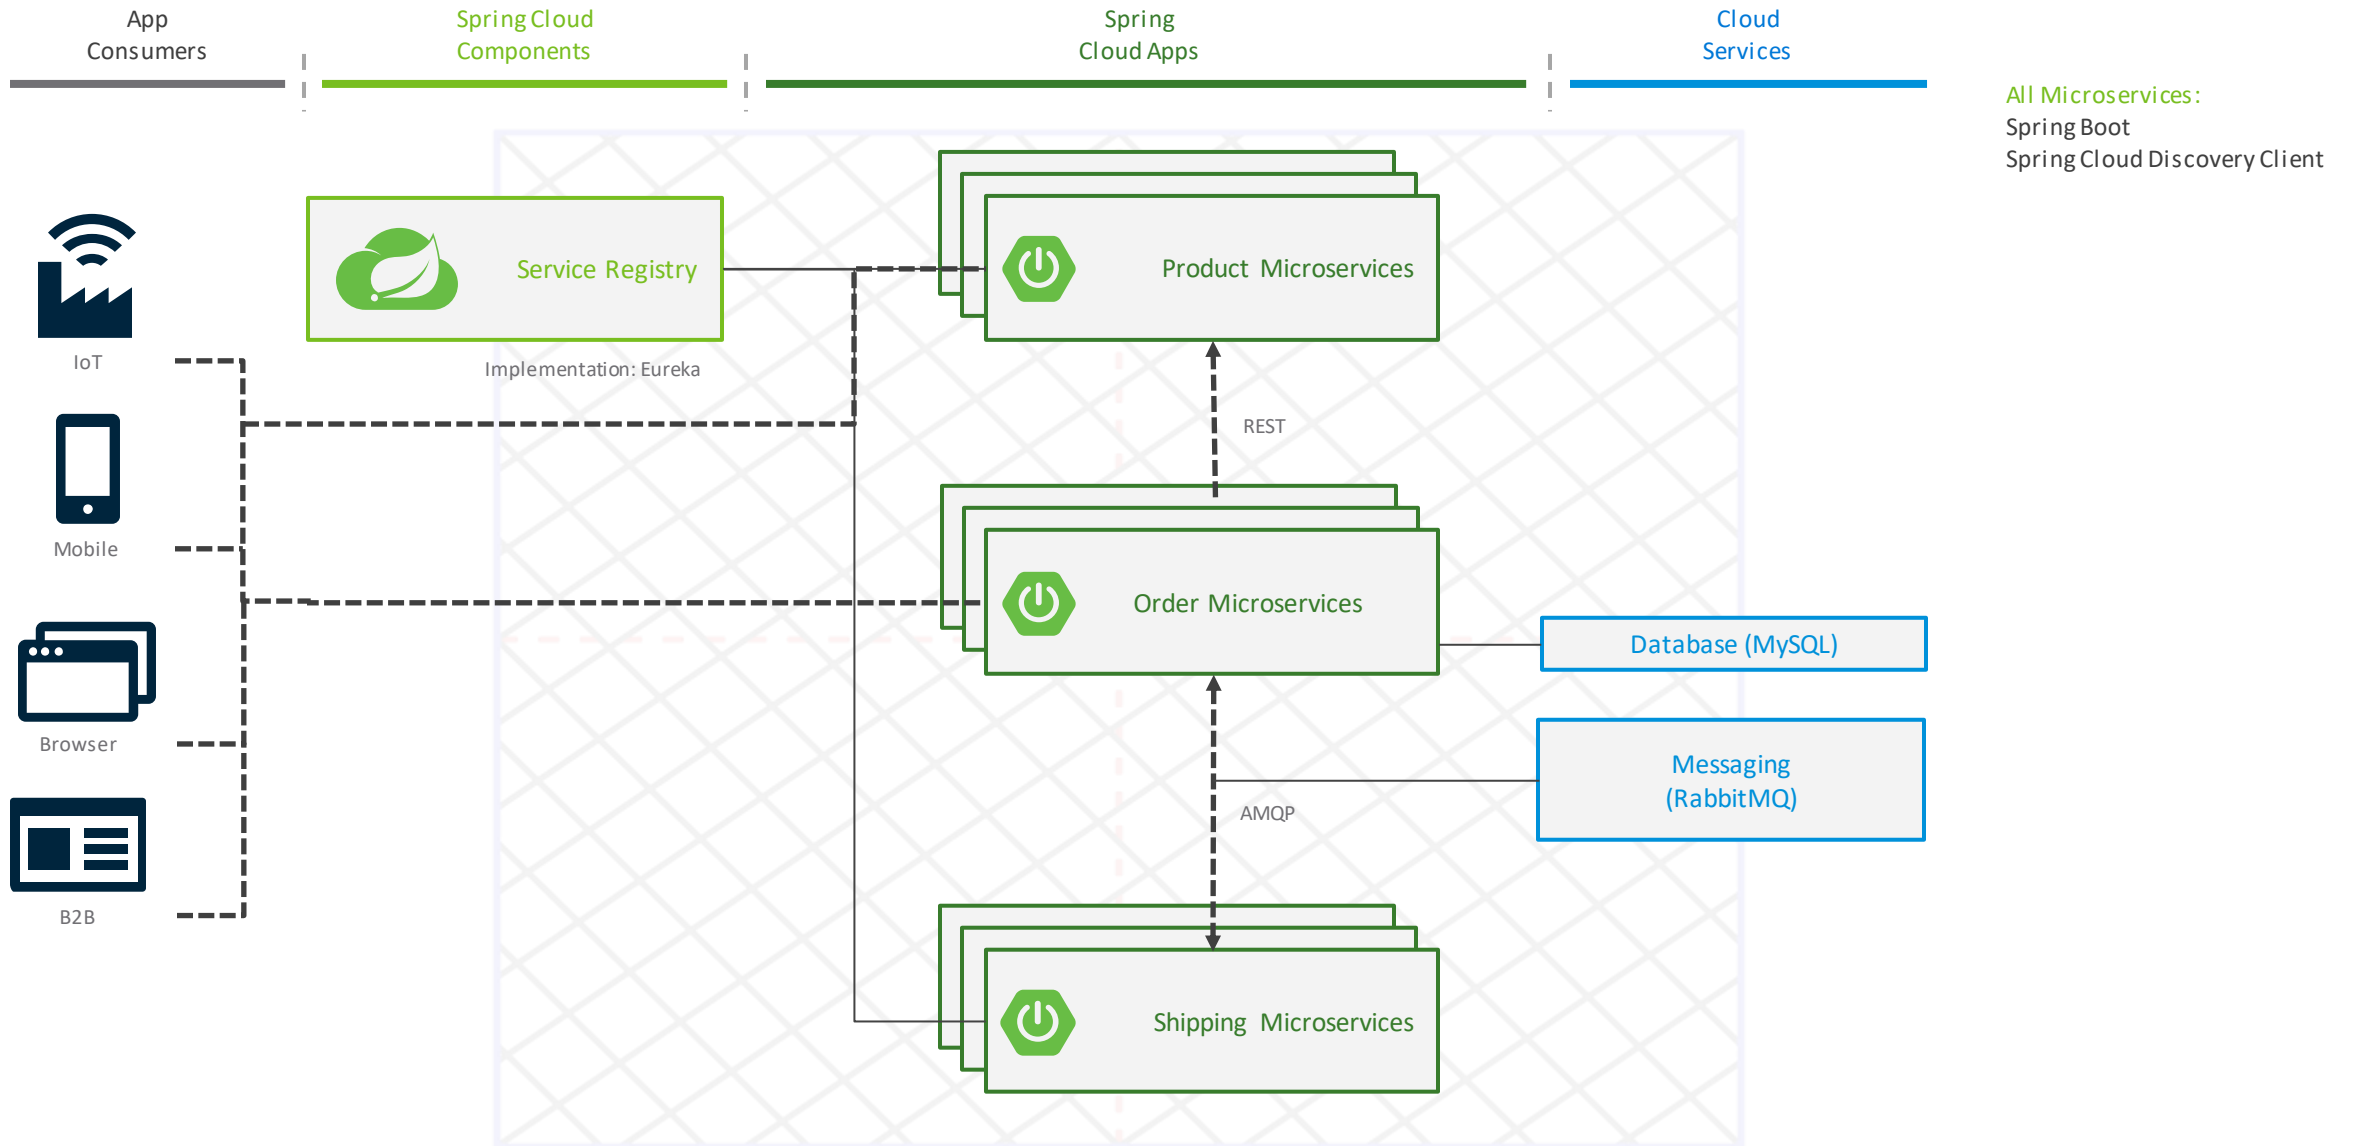 App
Consumers
Spring Cloud
Components
Spring
Cloud Apps
Cloud
Services
All Microservices:
Spring Boot
Spring Cloud Discovery Client
Service Registry
Product Microservices
IoT
Implementation: Eureka
REST
Mobile
Order Microservices
Database (MySQL)
Browser
Messaging
(RabbitMQ)
AMQP
B2B
Shipping Microservices